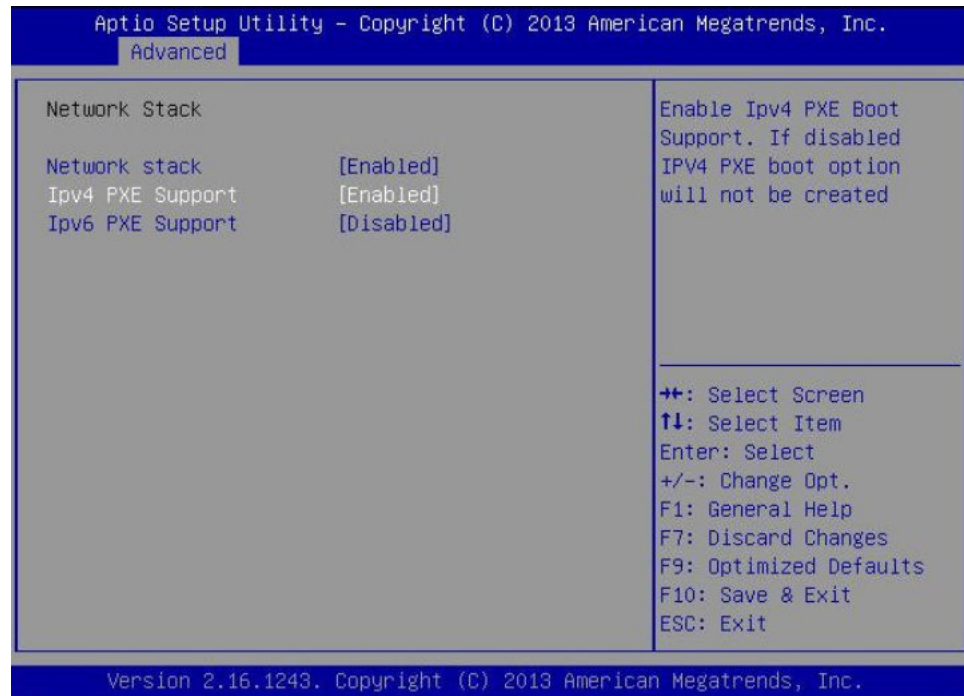 Aptio Setup Utility – Copyright (C) 2013 American Megatrends, Inc.
Advanced
Network Stack
Network stack [Enabled]
Ipv4 PXE Support [Enabled]
Ipv6 PXE Support [Disabled]
Enable Ipv4 PXE Boot
Support. If disabled
IPV4 PXE boot option
will not be created
→←: Select Screen
↑↓: Select Item
Enter: Select
+/-: Change Opt.
F1: General Help
F7: Discard Changes
F9: Optimized Defaults
F10: Save & Exit
ESC: Exit
Version 2.16.1243. Copyright (C) 2013 American Megatrends, Inc.